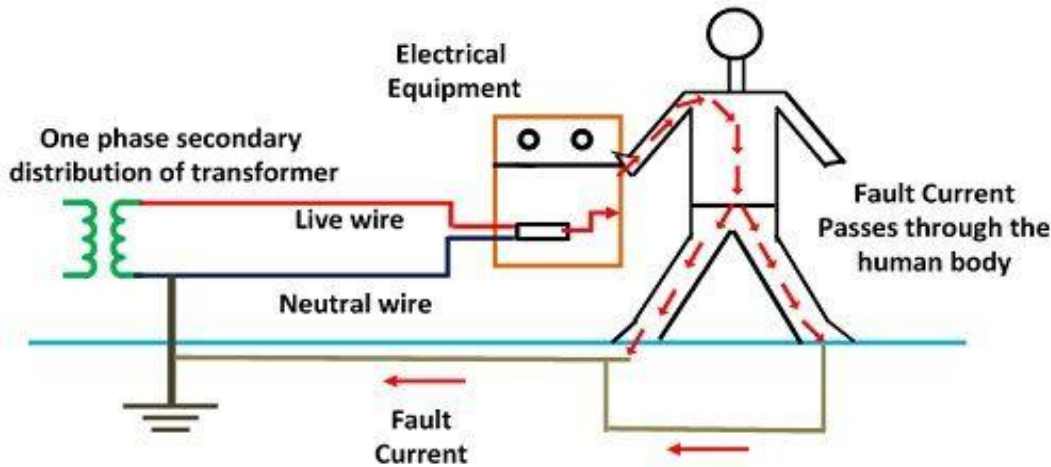 Electrical
Equipment
One phase secondary
distribution of transformer
Live wire
Neutral wire
Fault Current
Passes through the
human body
Fault
Current